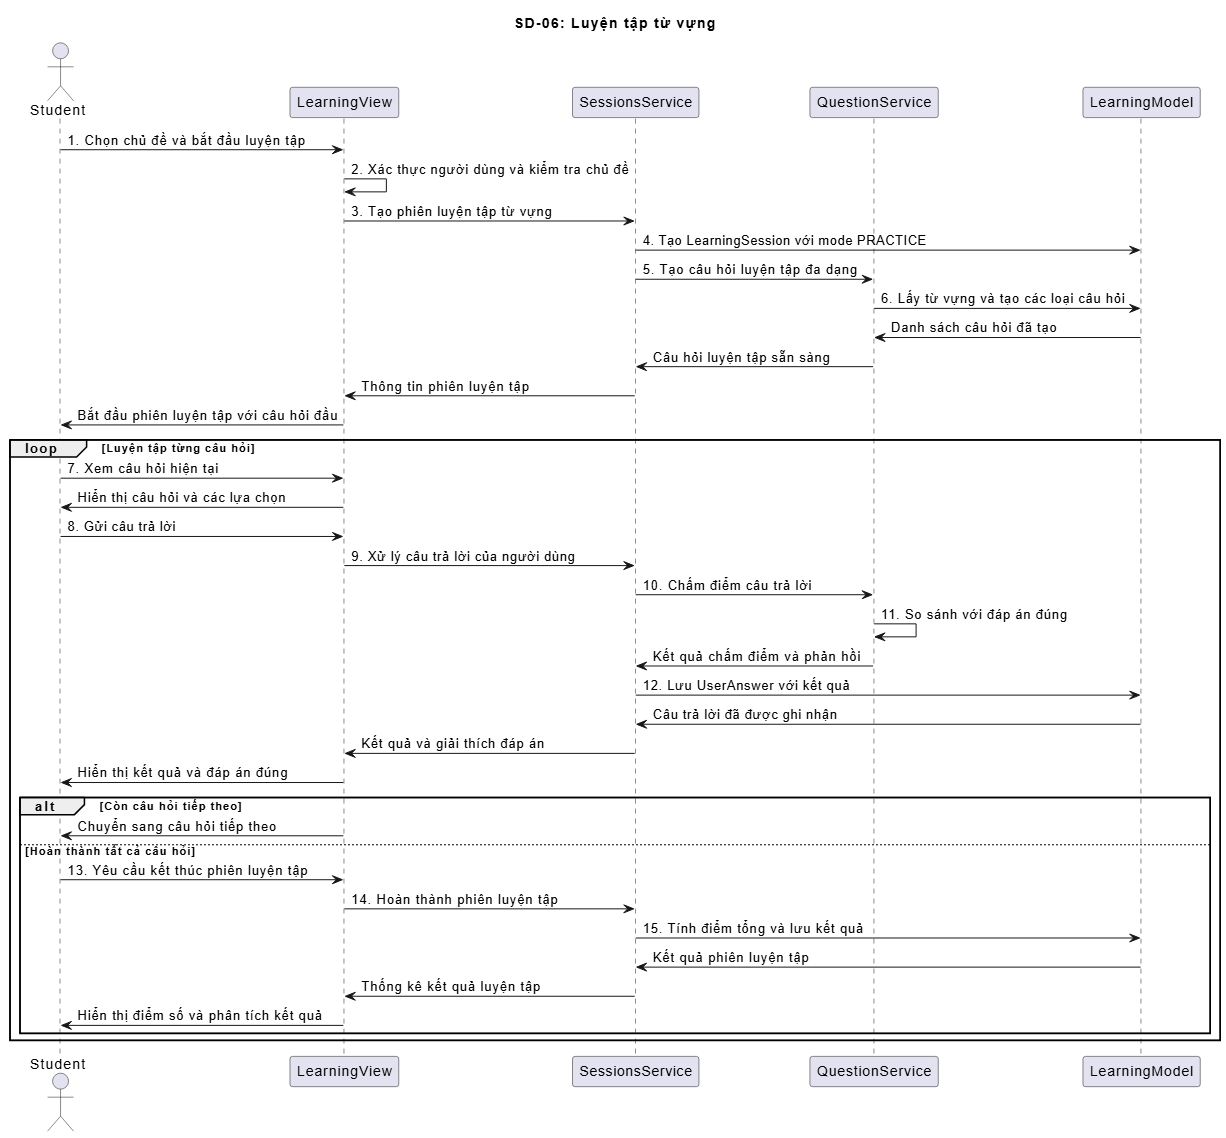 SD-06: Luyện tập từ vựng
Student
LearningView
SessionsService
QuestionService
LearningModel
1. Chọn chủ đề và bắt đầu luyện tập
2. Xác thực người dùng và kiểm tra chủ đề
3. Tạo phiên luyện tập từ vựng
4. Tạo LearningSession với mode PRACTICE
5. Tạo câu hỏi luyện tập đa dạng
6. Lấy từ vựng và tạo các loại câu hỏi
Danh sách câu hỏi đã tạo
Câu hỏi luyện tập sẵn sàng
Thông tin phiên luyện tập
Bắt đầu phiên luyện tập với câu hỏi đầu
loop [Luyện tập từng câu hỏi]
7. Xem câu hỏi hiện tại
Hiển thị câu hỏi và các lựa chọn
8. Gửi câu trả lời
9. Xử lý câu trả lời của người dùng
10. Chấm điểm câu trả lời
11. So sánh với đáp án đúng
Kết quả chấm điểm và phản hồi
12. Lưu UserAnswer với kết quả
Câu trả lời đã được ghi nhận
Kết quả và giải thích đáp án
Hiển thị kết quả và đáp án đúng
alt [Còn câu hỏi tiếp theo]
Chuyển sang câu hỏi tiếp theo
[Hoàn thành tất cả câu hỏi]
13. Yêu cầu kết thúc phiên luyện tập
14. Hoàn thành phiên luyện tập
15. Tính điểm tổng và lưu kết quả
Kết quả phiên luyện tập
Thống kê kết quả luyện tập
Hiển thị điểm số và phân tích kết quả
Student
LearningView
SessionsService
QuestionService
LearningModel